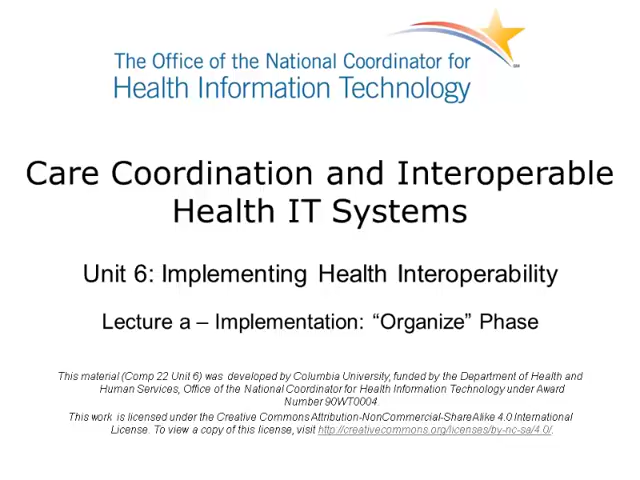 The Office of the National Coordinator for
Health Information Technology
Care Coordination and Interoperable
Health IT Systems
Unit 6: Implementing Health Interoperability
Lecture a – Implementation: “Organize” Phase
This material (Comp 22 Unit 6) was developed by Columbia University, funded by the Department of Health and
Human Services, Office of the National Coordinator for Health Information Technology under Award
Number 90WT0004.
This work is licensed under the Creative Commons Attribution-NonCommercial-ShareAlike 4.0 International
License. To view a copy of this license, visit http://creativecommons.org/licenses/by-nc-sa/4.0/.